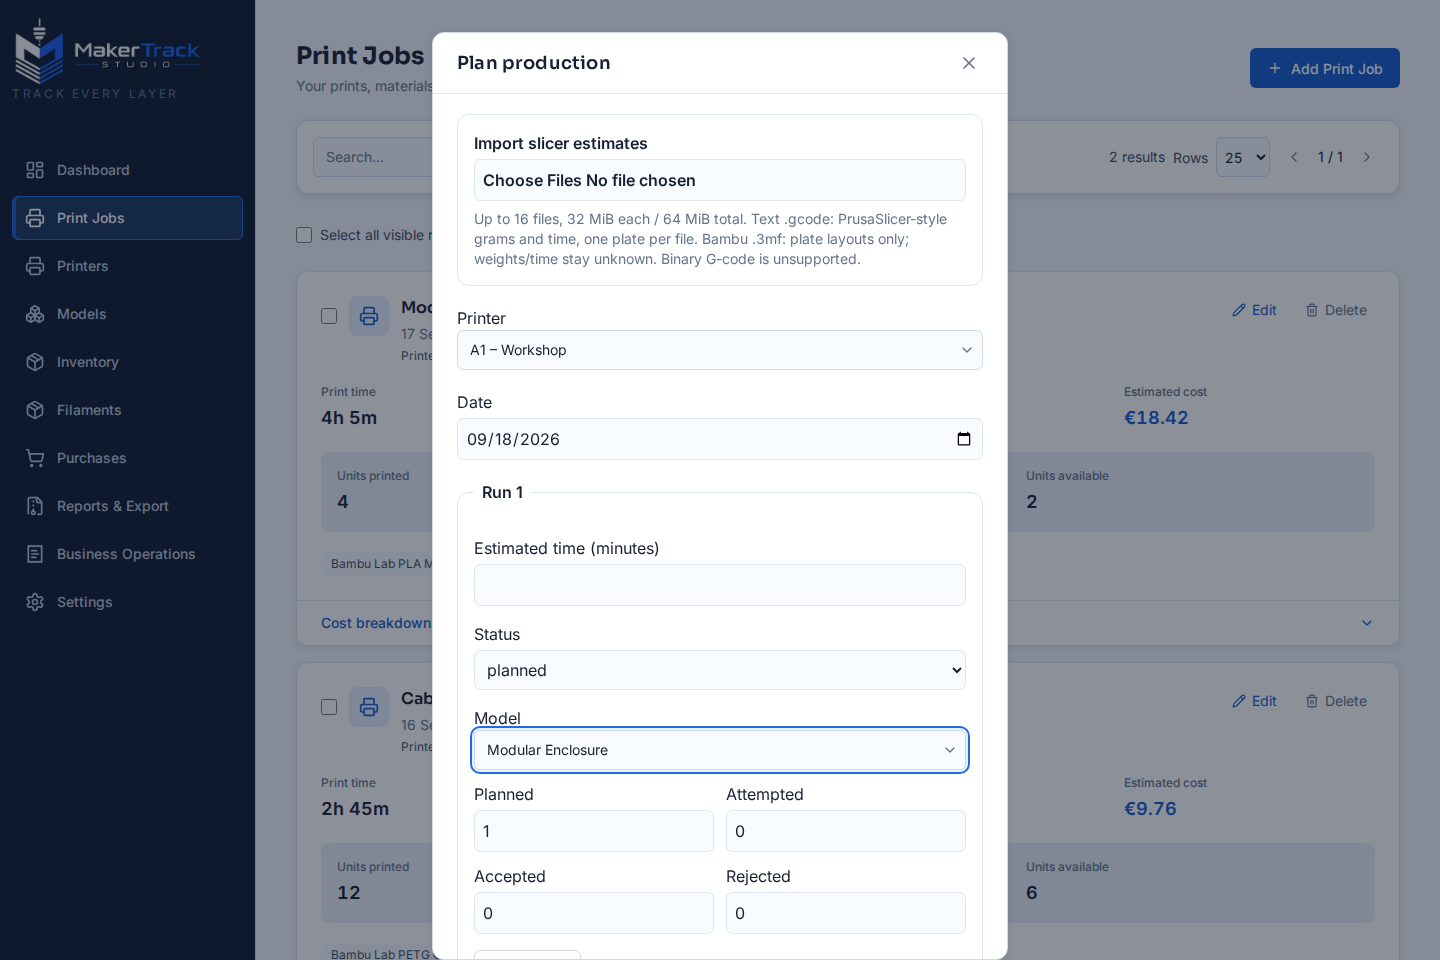 MakerTrack
STUDIO
TRACK EVERY LAYER
Dashboard
Print Jobs
Printers
Models
Inventory
Filaments
Purchases
Reports & Export
Business Operations
Settings
Print Jobs
Your prints, materials
Add Print Job
Search...
2 results
Rows
25
1 / 1
Select all visible
Edit
Delete
17
Print time
4h 5m
Estimated cost
€18.42
Units printed
4
Units available
2
Bambu Lab PLA
Cost breakdown
16
Edit
Delete
Print time
2h 45m
Estimated cost
€9.76
Units printed
12
Units available
6
Bambu Lab PETG
Plan production
Import slicer estimates
Choose Files No file chosen
Up to 16 files, 32 MiB each / 64 MiB total. Text .gcode: PrusaSlicer-style
grams and time, one plate per file. Bambu .3mf: plate layouts only;
weights/time stay unknown. Binary G-code is unsupported.
Printer
A1 – Workshop
Date
09/18/2026
Run 1
Estimated time (minutes)
Status
planned
Model
Modular Enclosure
Planned
Attempted
1
0
Accepted
Rejected
0
0